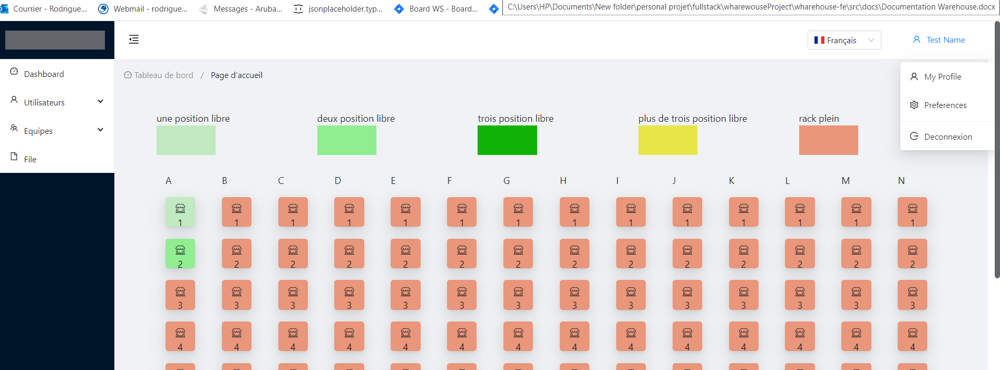 Courrier - Rodrigue... Webmail - rodrigue... Messages - Aruba... jsonplaceholder.typ... Board WS - Board... C:\Users\HP\Documents\New folder\personal projet\fullstack\wharewouseProject\wharehouse-fe\src\docs\Documentation Warehouse.docx
Français
Test Name
Dashboard
Utilisateurs
Equipes
File
Tableau de bord / Page d'accueil
My Profile
Preferences
Deconnexion
une position libre deux position libre trois position libre plus de trois position libre rack plein
A B C D E F G H I J K L M N
1 1 1 1 1 1 1 1 1 1 1 1 1 1
2 2 2 2 2 2 2 2 2 2 2 2 2 2
3 3 3 3 3 3 3 3 3 3 3 3 3 3
4 4 4 4 4 4 4 4 4 4 4 4 4 4